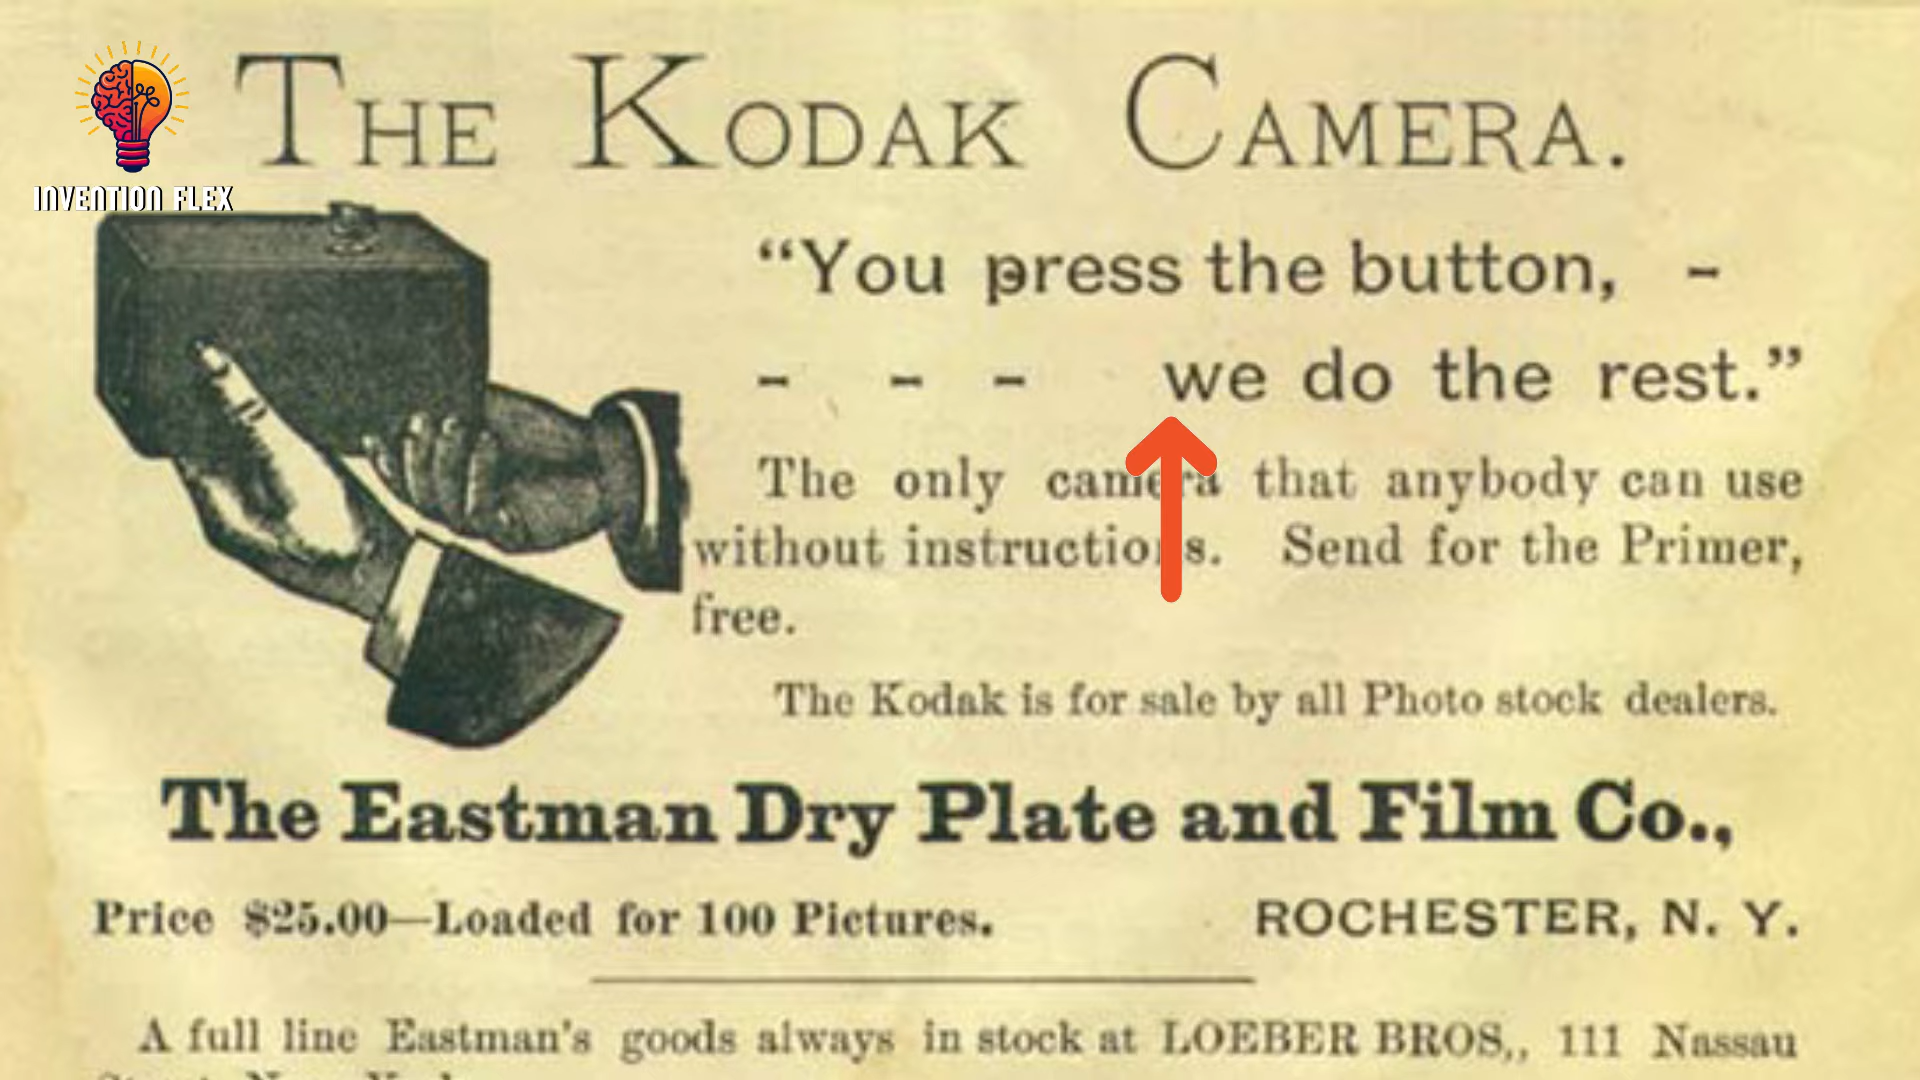 THE KODAK CAMERA.
INVENTION FLEX
“You press the button, -
- - - we do the rest.”
The only camera that anybody can use
without instructions. Send for the Primer,
free.
The Kodak is for sale by all Photo stock dealers.
The Eastman Dry Plate and Film Co.,
Price $25.00—Loaded for 100 Pictures. ROCHESTER, N. Y.
A full line Eastman's goods always in stock at LOEBER BROS., 111 Nassau